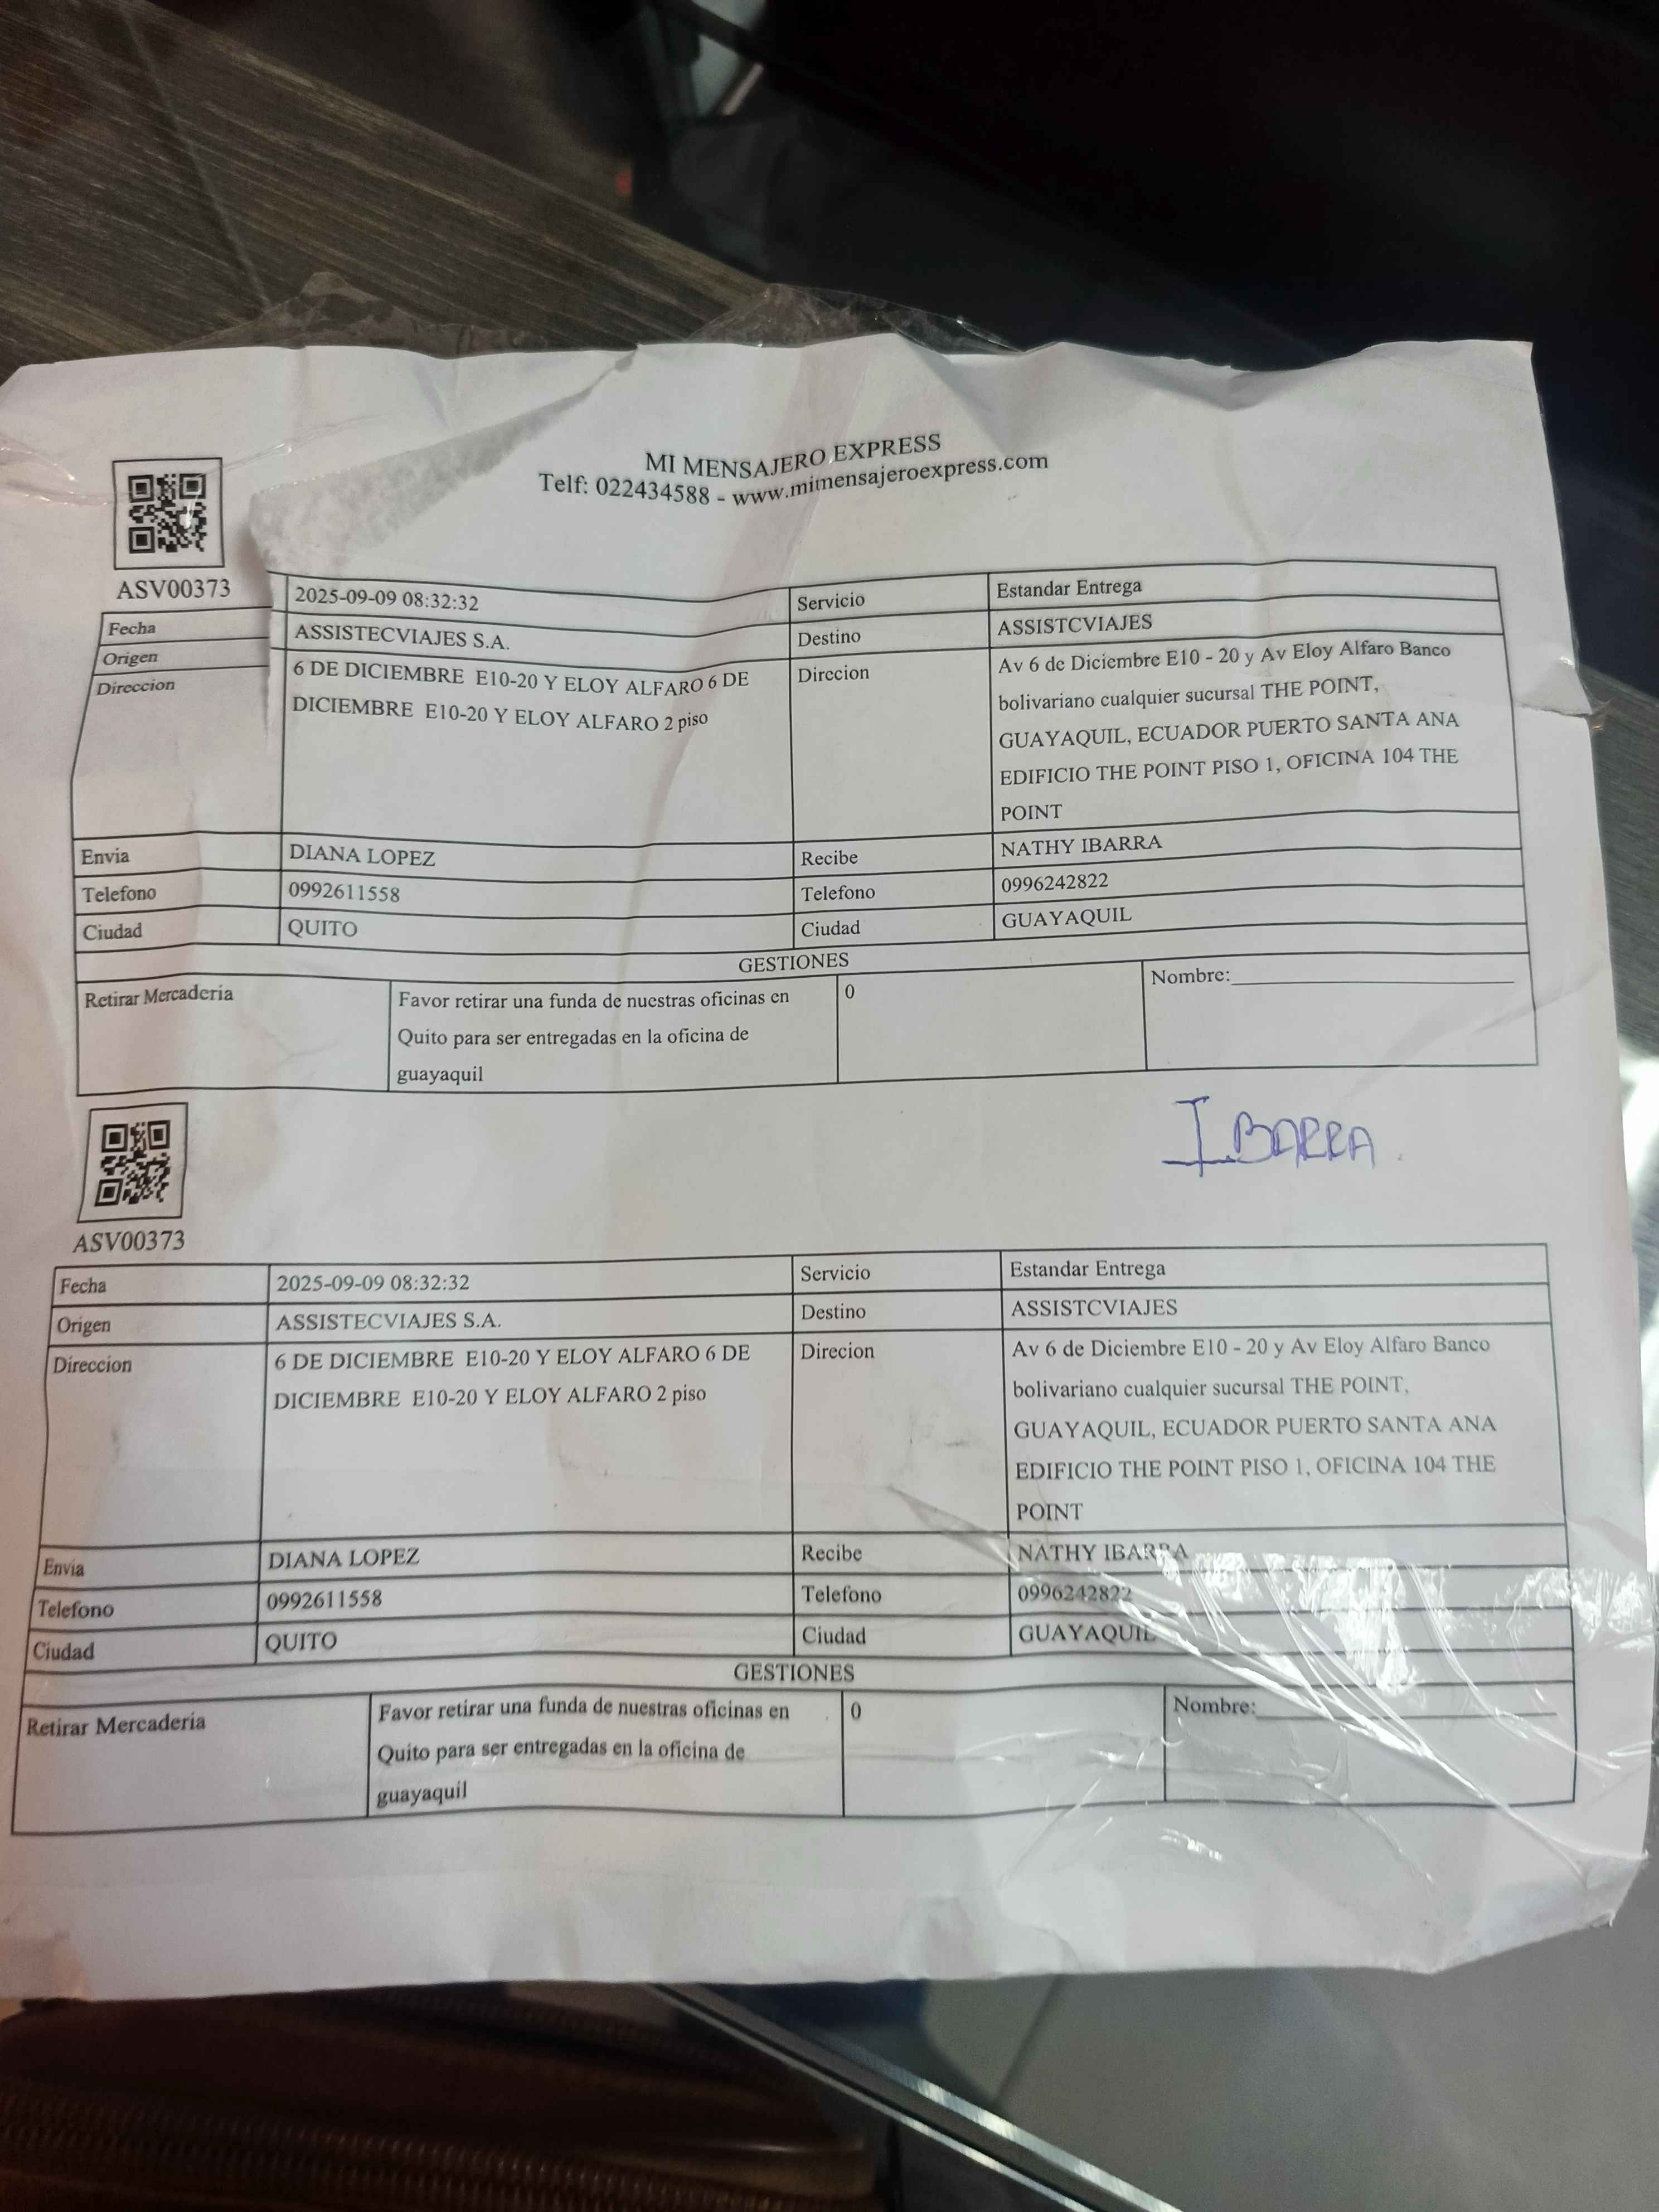 MI MENSAJERO EXPRESS
Telf: 022434588 - www.mimensajeroexpress.com
ASV00373
Fecha 2025-09-09 08:32:32 Servicio Estandar Entrega
Origen ASSISTECVIAJES S.A. Destino ASSISTCVIAJES
Direccion 6 DE DICIEMBRE E10-20 Y ELOY ALFARO 6 DE Direcion Av 6 de Diciembre E10 - 20 y Av Eloy Alfaro Banco
DICIEMBRE E10-20 Y ELOY ALFARO 2 piso bolivariano cualquier sucursal THE POINT,
GUAYAQUIL, ECUADOR PUERTO SANTA ANA
EDIFICIO THE POINT PISO 1, OFICINA 104 THE
POINT
Envia DIANA LOPEZ Recibe NATHY IBARRA
Telefono 0992611558 Telefono 0996242822
Ciudad QUITO Ciudad GUAYAQUIL
GESTIONES
Retirar Mercaderia Favor retirar una funda de nuestras oficinas en 0 Nombre:
Quito para ser entregadas en la oficina de
guayaquil
IBARRA
ASV00373
Fecha 2025-09-09 08:32:32 Servicio Estandar Entrega
Origen ASSISTECVIAJES S.A. Destino ASSISTCVIAJES
Direccion 6 DE DICIEMBRE E10-20 Y ELOY ALFARO 6 DE Direcion Av 6 de Diciembre E10 - 20 y Av Eloy Alfaro Banco
DICIEMBRE E10-20 Y ELOY ALFARO 2 piso bolivariano cualquier sucursal THE POINT,
GUAYAQUIL, ECUADOR PUERTO SANTA ANA
EDIFICIO THE POINT PISO 1, OFICINA 104 THE
POINT
Envia DIANA LOPEZ Recibe NATHY IBARRA
Telefono 0992611558 Telefono 0996242822
Ciudad QUITO Ciudad GUAYAQUIL
GESTIONES
Retirar Mercaderia Favor retirar una funda de nuestras oficinas en 0 Nombre:
Quito para ser entregadas en la oficina de
guayaquil